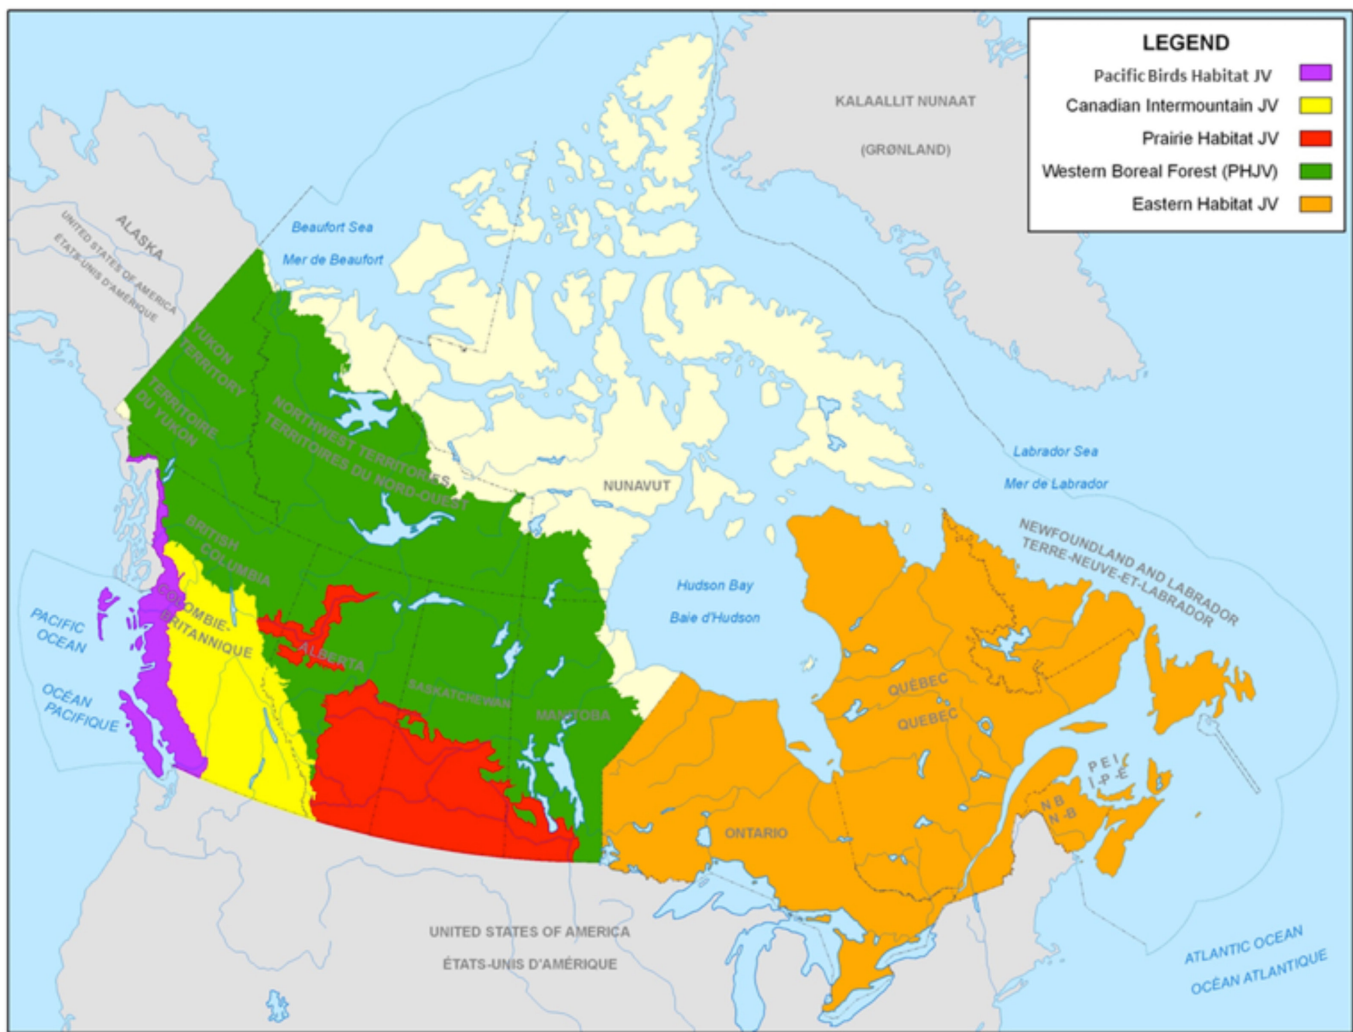 LEGEND
Pacific Birds Habitat JV
Canadian Intermountain JV
Prairie Habitat JV
Western Boreal Forest (PHJV)
Eastern Habitat JV
KALAALLIT NUNAAT
(GRØNLAND)
Beaufort Sea
Mer de Beaufort
ALASKA
UNITED STATES OF AMERICA
ÉTATS-UNIS D'AMÉRIQUE
YUKON
TERRITORY
TERRITOIRE
DU YUKON
NORTHWEST TERRITORIES
TERRITOIRES DU NORD-OUEST
NUNAVUT
Labrador Sea
Mer de Labrador
NEWFOUNDLAND AND LABRADOR
TERRE-NEUVE-ET-LABRADOR
BRITISH
COLUMBIA
COLOMBIE-
BRITANNIQUE
PACIFIC
OCEAN
OCÉAN
PACIFIQUE
Hudson Bay
Baie d'Hudson
ALBERTA
SASKATCHEWAN
MANITOBA
QUÉBEC
QUEBEC
ONTARIO
P E I
I -P -E
N B
N -B
UNITED STATES OF AMERICA
ÉTATS-UNIS D'AMÉRIQUE
ATLANTIC OCEAN
OCÉAN ATLANTIQUE